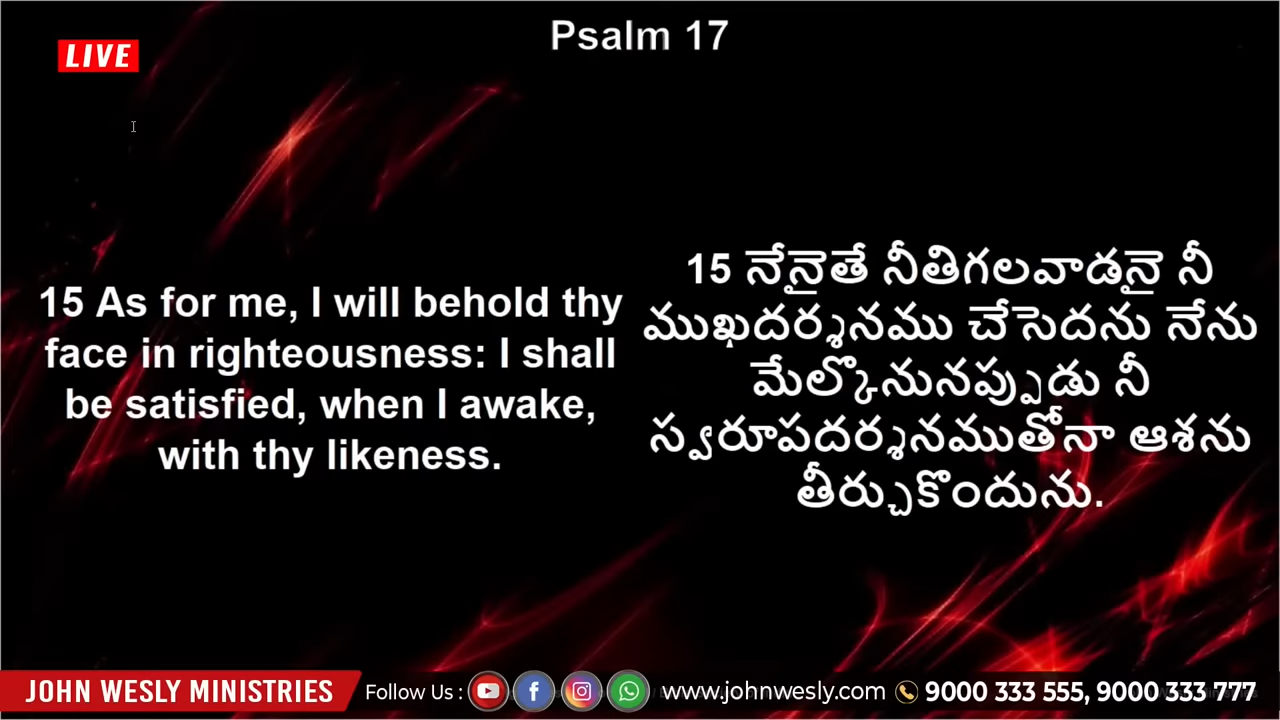 Psalm 17
LIVE
15 As for me, I will behold thy
face in righteousness: I shall
be satisfied, when I awake,
with thy likeness.
15 నేనైతే నీతిగలవాడనై నీ
ముఖదర్శనము చేసెదను నేను
మేల్కొనునప్పుడు నీ
స్వరూపదర్శనముతోనా ఆశను
తీర్చుకొందును.
JOHN WESLY MINISTRIES
Follow Us :
www.johnwesly.com
9000 333 555, 9000 333 777